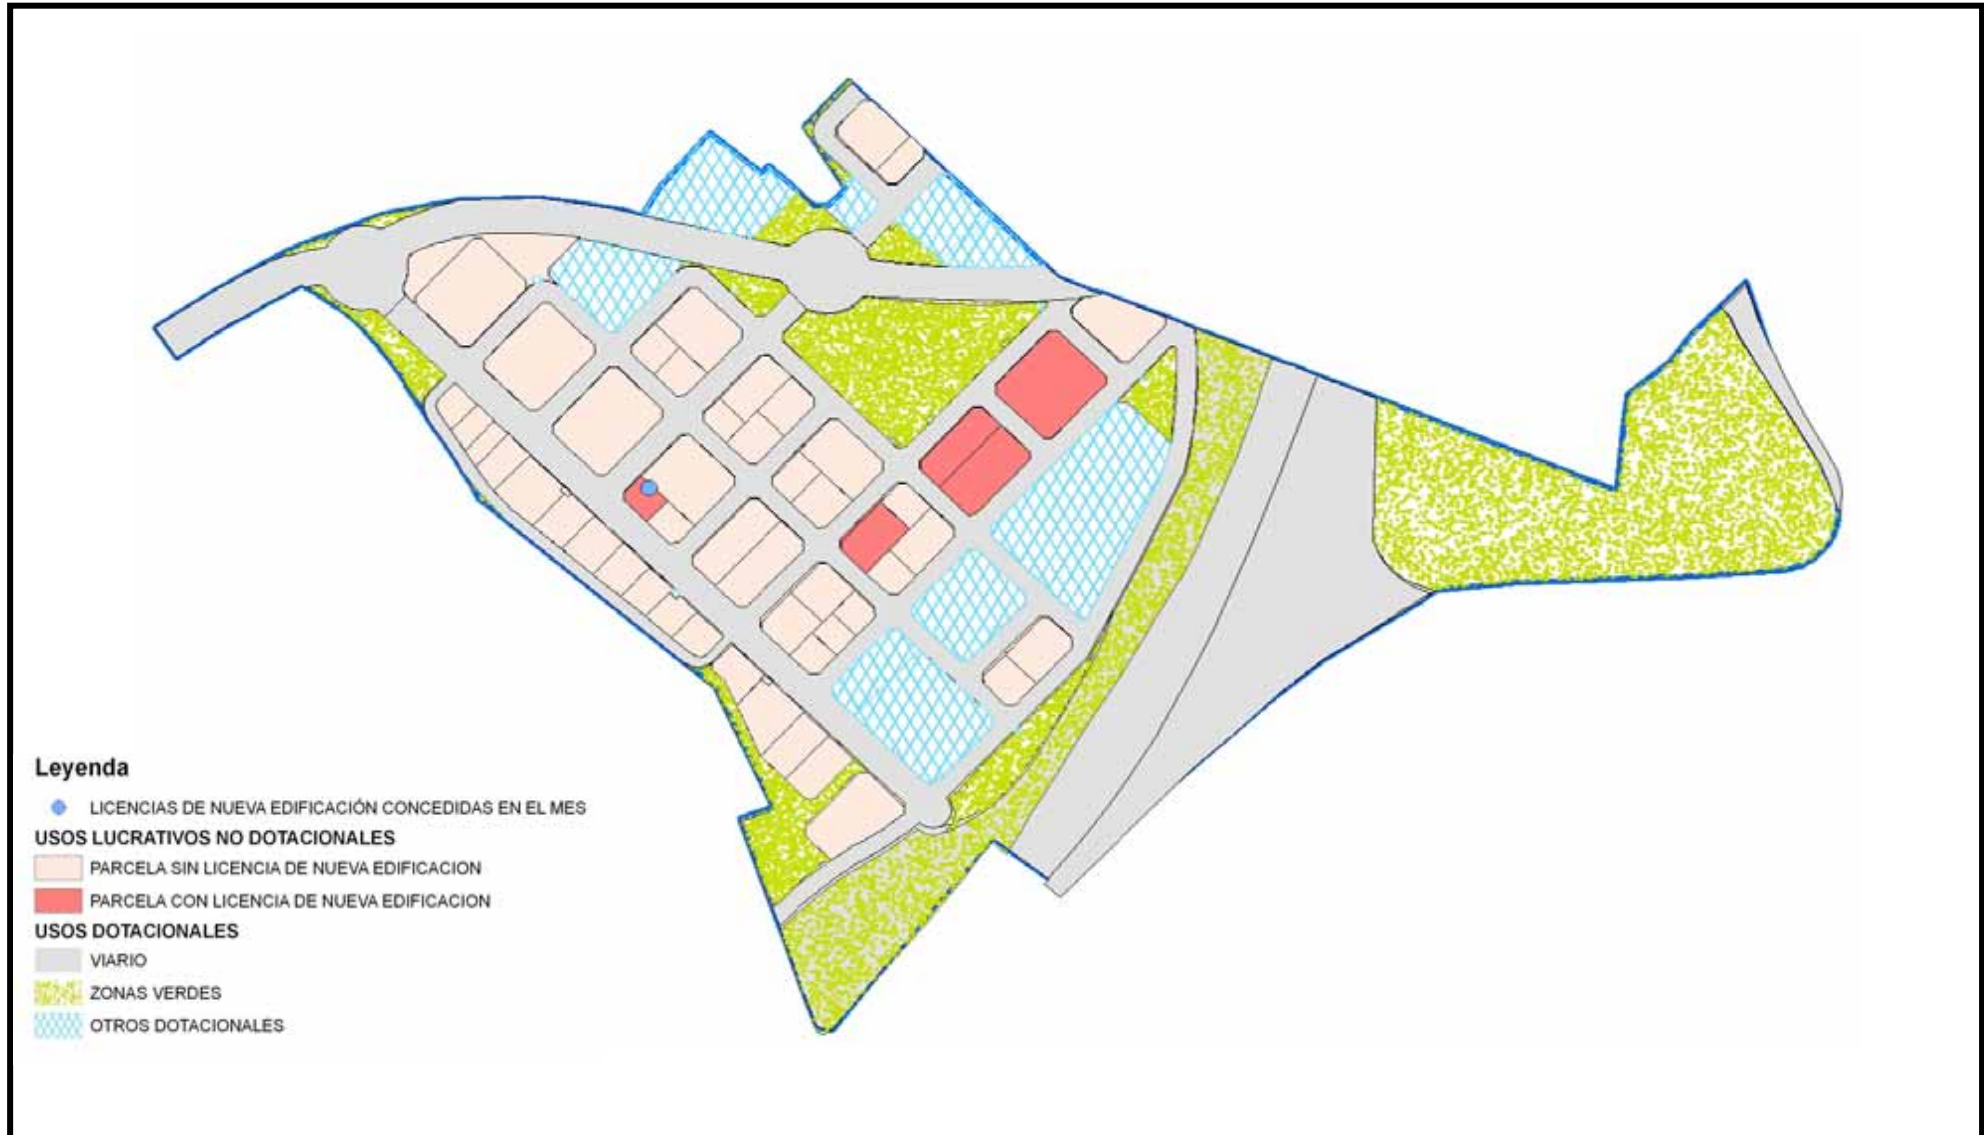 Leyenda
LICENCIAS DE NUEVA EDIFICACIÓN CONCEDIDAS EN EL MES
USOS LUCRATIVOS NO DOTACIONALES
PARCELA SIN LICENCIA DE NUEVA EDIFICACION
PARCELA CON LICENCIA DE NUEVA EDIFICACION
USOS DOTACIONALES
VIARIO
ZONAS VERDES
OTROS DOTACIONALES